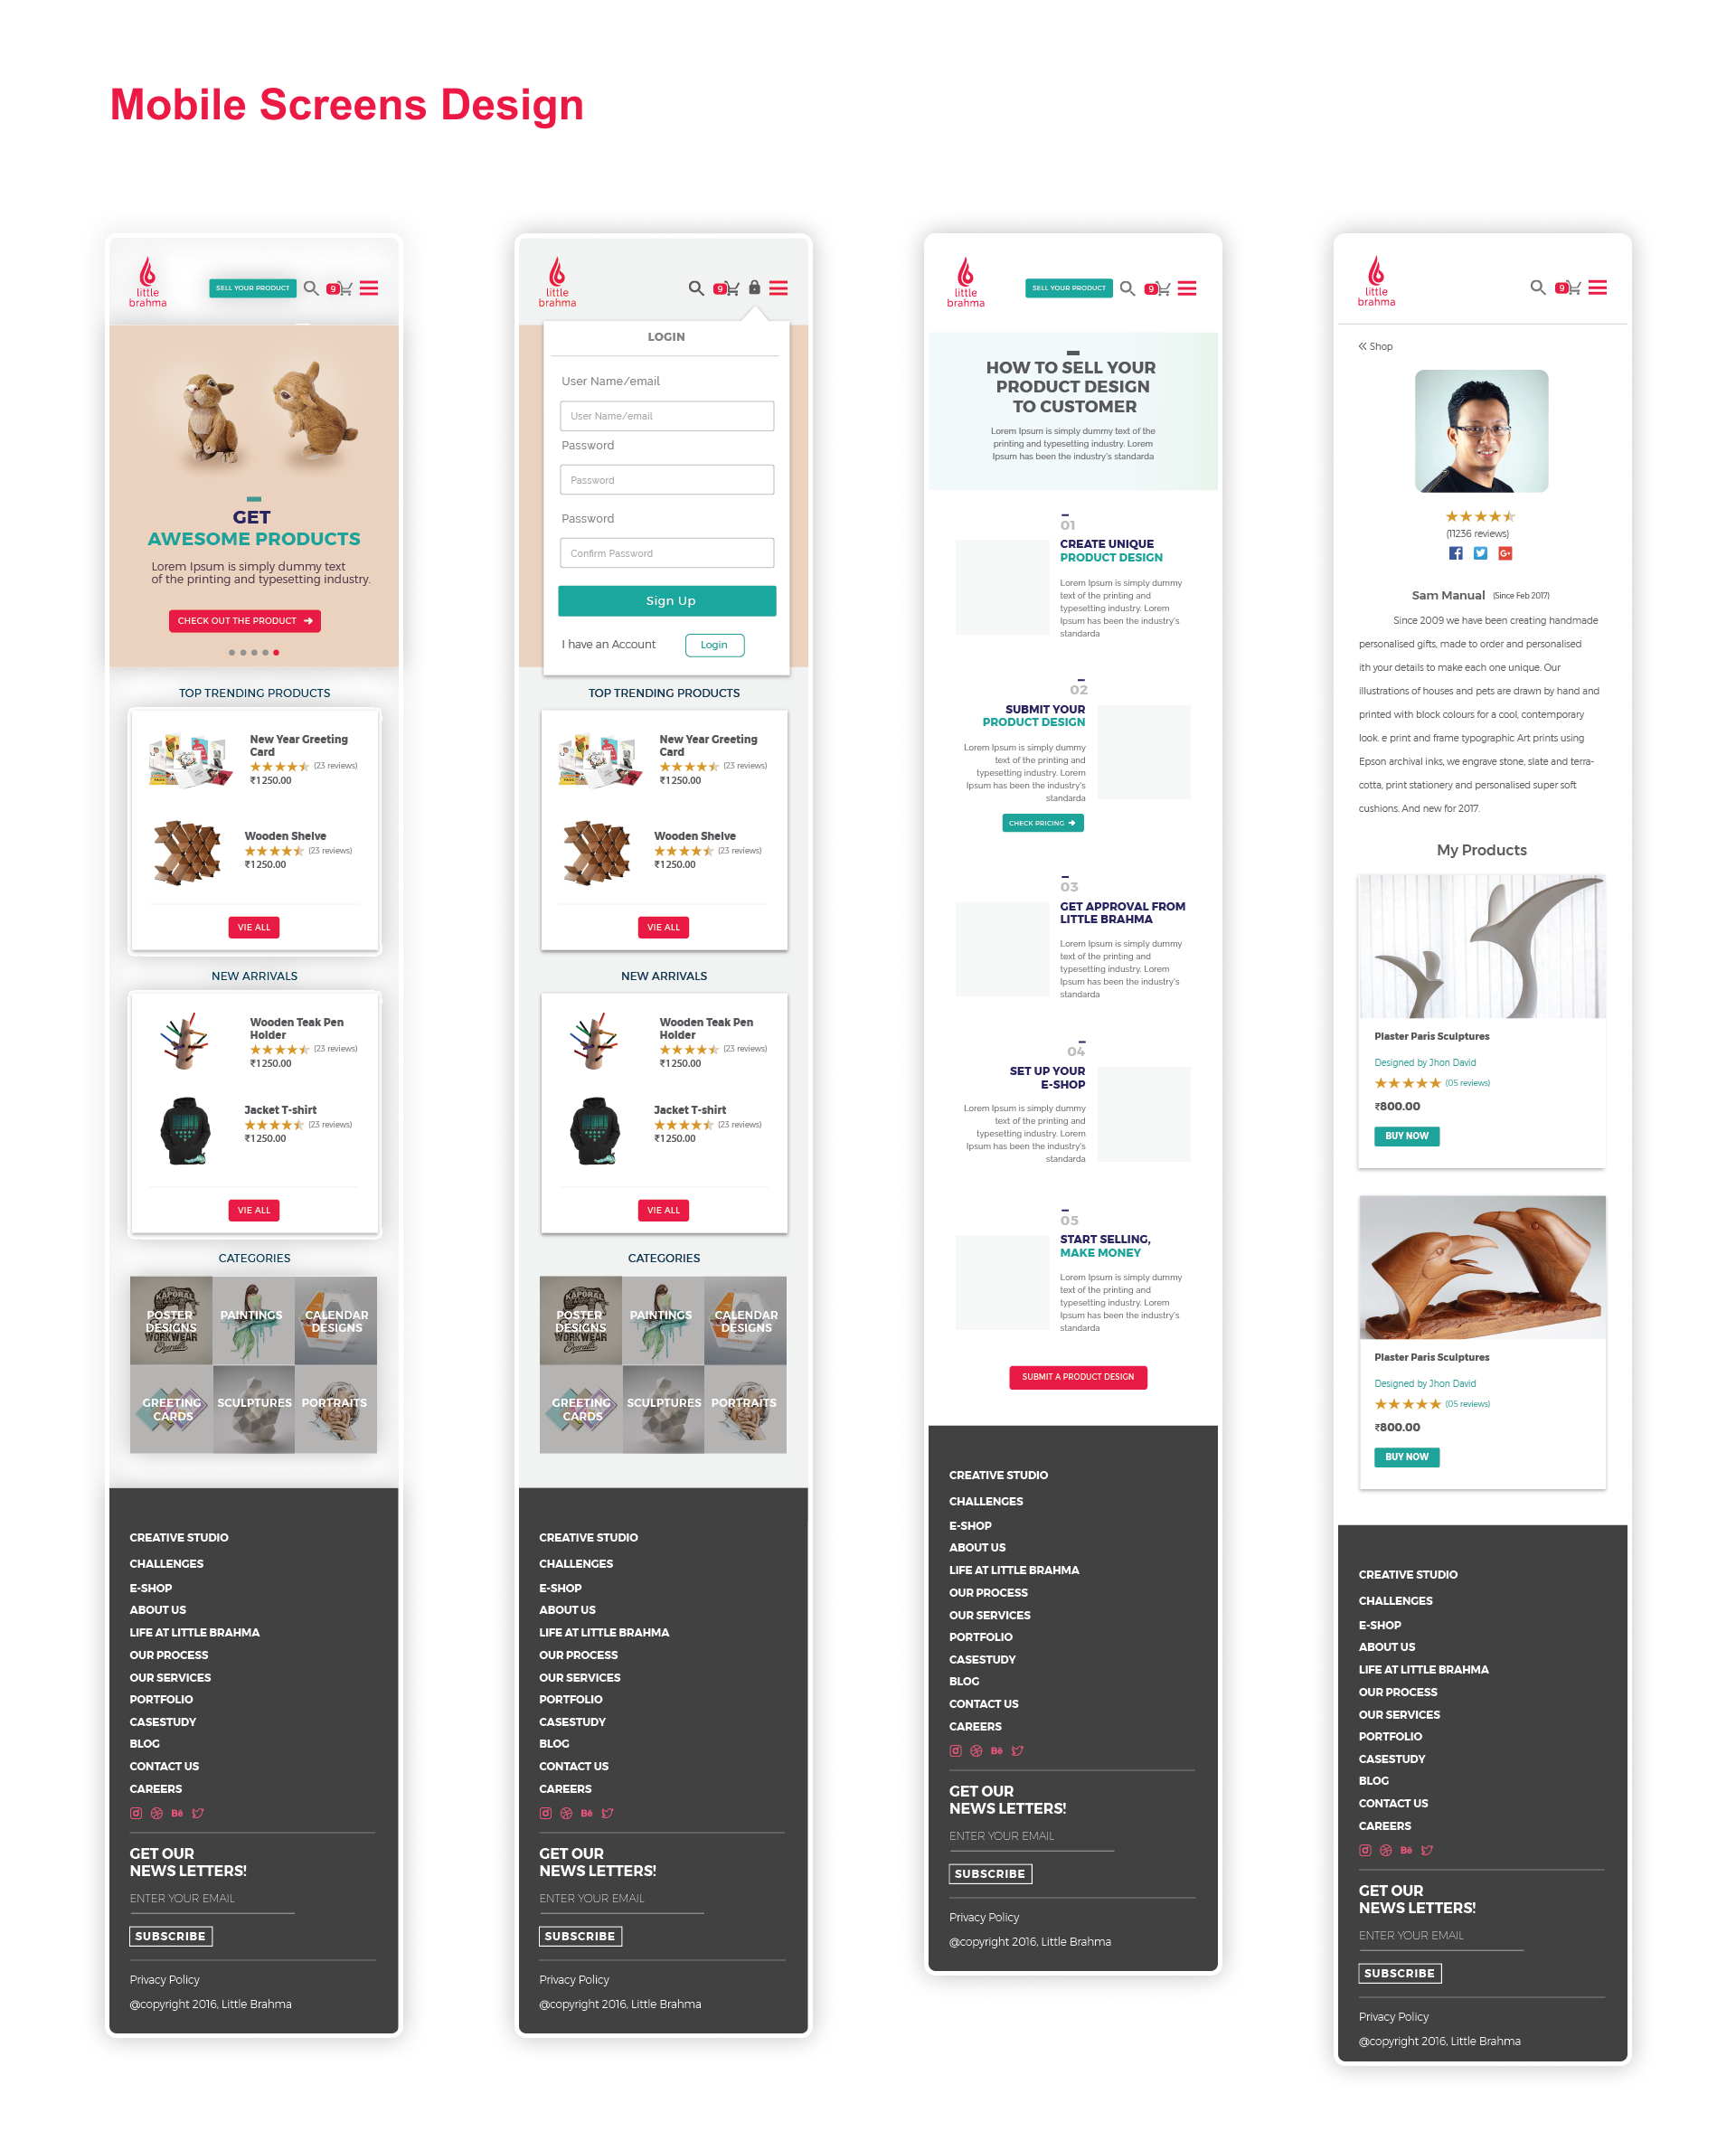 Mobile Screens Design
little
brahma
SELL YOUR PRODUCT
9
GET
AWESOME PRODUCTS
Lorem Ipsum is simply dummy text
of the printing and typesetting industry.
CHECK OUT THE PRODUCT
TOP TRENDING PRODUCTS
New Year Greeting
Card
(23 reviews)
₹1250.00
Wooden Shelve
(23 reviews)
₹1250.00
VIE ALL
NEW ARRIVALS
Wooden Teak Pen
Holder
(23 reviews)
₹1250.00
Jacket T-shirt
(23 reviews)
₹1250.00
VIE ALL
CATEGORIES
KAPORAL
POSTER
DESIGNS
WORKWEAR
Overalls
PAINTINGS
CALENDAR
DESIGNS
GREETING
CARDS
SCULPTURES
PORTRAITS
CREATIVE STUDIO
CHALLENGES
E-SHOP
ABOUT US
LIFE AT LITTLE BRAHMA
OUR PROCESS
OUR SERVICES
PORTFOLIO
CASESTUDY
BLOG
CONTACT US
CAREERS
Bē
GET OUR
NEWS LETTERS!
ENTER YOUR EMAIL
SUBSCRIBE
Privacy Policy
@copyright 2016, Little Brahma
little
brahma
9
LOGIN
User Name/email
User Name/email
Password
Password
Password
Confirm Password
Sign Up
I have an Account
Login
TOP TRENDING PRODUCTS
New Year Greeting
Card
(23 reviews)
₹1250.00
Wooden Shelve
(23 reviews)
₹1250.00
VIE ALL
NEW ARRIVALS
Wooden Teak Pen
Holder
(23 reviews)
₹1250.00
Jacket T-shirt
(23 reviews)
₹1250.00
VIE ALL
CATEGORIES
KAPORAL
POSTER
DESIGNS
WORKWEAR
Overalls
PAINTINGS
CALENDAR
DESIGNS
GREETING
CARDS
SCULPTURES
PORTRAITS
CREATIVE STUDIO
CHALLENGES
E-SHOP
ABOUT US
LIFE AT LITTLE BRAHMA
OUR PROCESS
OUR SERVICES
PORTFOLIO
CASESTUDY
BLOG
CONTACT US
CAREERS
Bē
GET OUR
NEWS LETTERS!
ENTER YOUR EMAIL
SUBSCRIBE
Privacy Policy
@copyright 2016, Little Brahma
little
brahma
SELL YOUR PRODUCT
9
HOW TO SELL YOUR
PRODUCT DESIGN
TO CUSTOMER
Lorem Ipsum is simply dummy text of the
printing and typesetting industry. Lorem
Ipsum has been the industry's standarda
01
CREATE UNIQUE
PRODUCT DESIGN
Lorem Ipsum is simply dummy
text of the printing and
typesetting industry. Lorem
Ipsum has been the industry's
standarda
02
SUBMIT YOUR
PRODUCT DESIGN
Lorem Ipsum is simply dummy
text of the printing and
typesetting industry. Lorem
Ipsum has been the industry's
standarda
CHECK PRICING
03
GET APPROVAL FROM
LITTLE BRAHMA
Lorem Ipsum is simply dummy
text of the printing and
typesetting industry. Lorem
Ipsum has been the industry's
standarda
04
SET UP YOUR
E-SHOP
Lorem Ipsum is simply dummy
text of the printing and
typesetting industry. Lorem
Ipsum has been the industry's
standarda
05
START SELLING,
MAKE MONEY
Lorem Ipsum is simply dummy
text of the printing and
typesetting industry. Lorem
Ipsum has been the industry's
standarda
SUBMIT A PRODUCT DESIGN
CREATIVE STUDIO
CHALLENGES
E-SHOP
ABOUT US
LIFE AT LITTLE BRAHMA
OUR PROCESS
OUR SERVICES
PORTFOLIO
CASESTUDY
BLOG
CONTACT US
CAREERS
Bē
GET OUR
NEWS LETTERS!
ENTER YOUR EMAIL
SUBSCRIBE
Privacy Policy
@copyright 2016, Little Brahma
little
brahma
9
Shop
(11236 reviews)
G+
Sam Manual (Since Feb 2017)
Since 2009 we have been creating handmade
personalised gifts, made to order and personalised
ith your details to make each one unique. Our
illustrations of houses and pets are drawn by hand and
printed with block colours for a cool, contemporary
look. e print and frame typographic Art prints using
Epson archival inks, we engrave stone, slate and terra-
cotta, print stationery and personalised super soft
cushions. And new for 2017.
My Products
Plaster Paris Sculptures
Designed by Jhon David
(05 reviews)
₹800.00
BUY NOW
Plaster Paris Sculptures
Designed by Jhon David
(05 reviews)
₹800.00
BUY NOW
CREATIVE STUDIO
CHALLENGES
E-SHOP
ABOUT US
LIFE AT LITTLE BRAHMA
OUR PROCESS
OUR SERVICES
PORTFOLIO
CASESTUDY
BLOG
CONTACT US
CAREERS
Bē
GET OUR
NEWS LETTERS!
ENTER YOUR EMAIL
SUBSCRIBE
Privacy Policy
@copyright 2016, Little Brahma